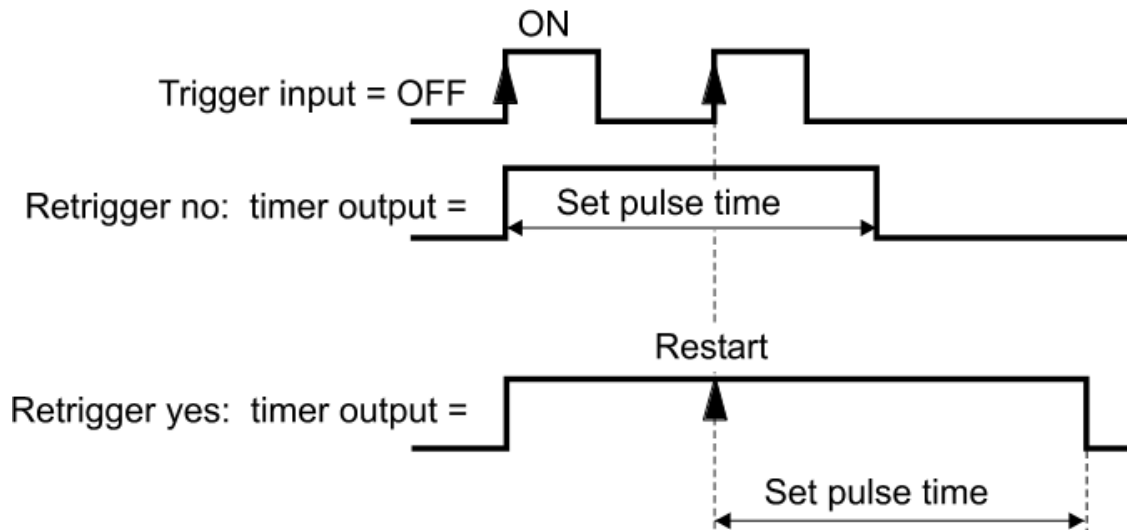 ON
Trigger input = OFF
Retrigger no: timer output =
Set pulse time
Restart
Retrigger yes: timer output =
Set pulse time